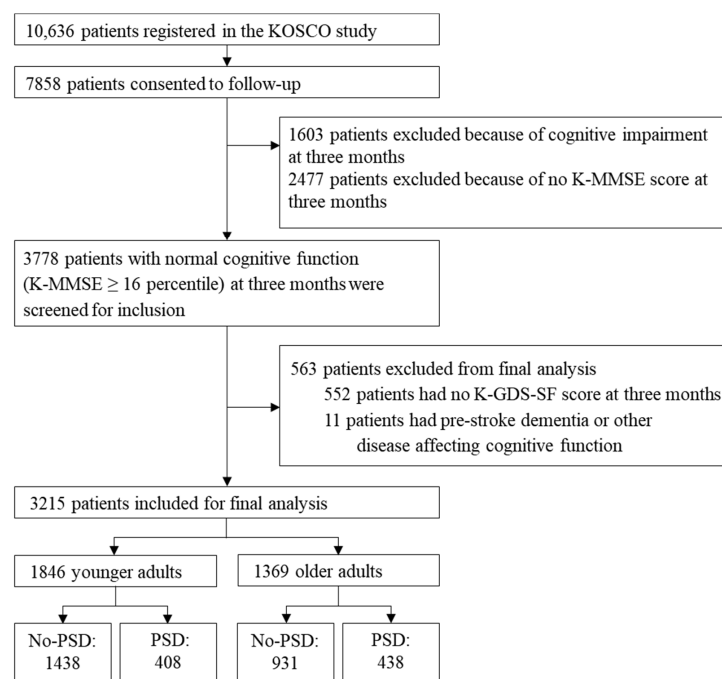 10,636 patients registered in the KOSCO study
7858 patients consented to follow-up
1603 patients excluded because of cognitive impairment
at three months
2477 patients excluded because of no K-MMSE score at
three months
3778 patients with normal cognitive function
(K-MMSE ≥ 16 percentile) at three months were
screened for inclusion
563 patients excluded from final analysis
552 patients had no K-GDS-SF score at three months
11 patients had pre-stroke dementia or other
disease affecting cognitive function
3215 patients included for final analysis
1846 younger adults
1369 older adults
No-PSD:
1438
PSD:
408
No-PSD:
931
PSD:
438